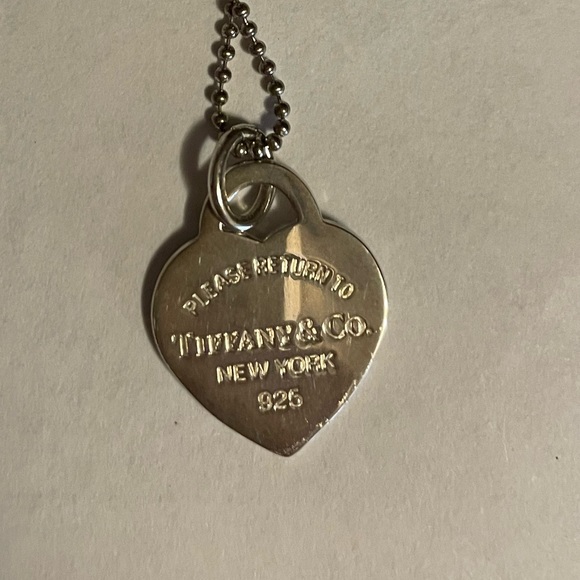 PLEASE RETURN TO
TIFFANY & CO.
NEW YORK
925